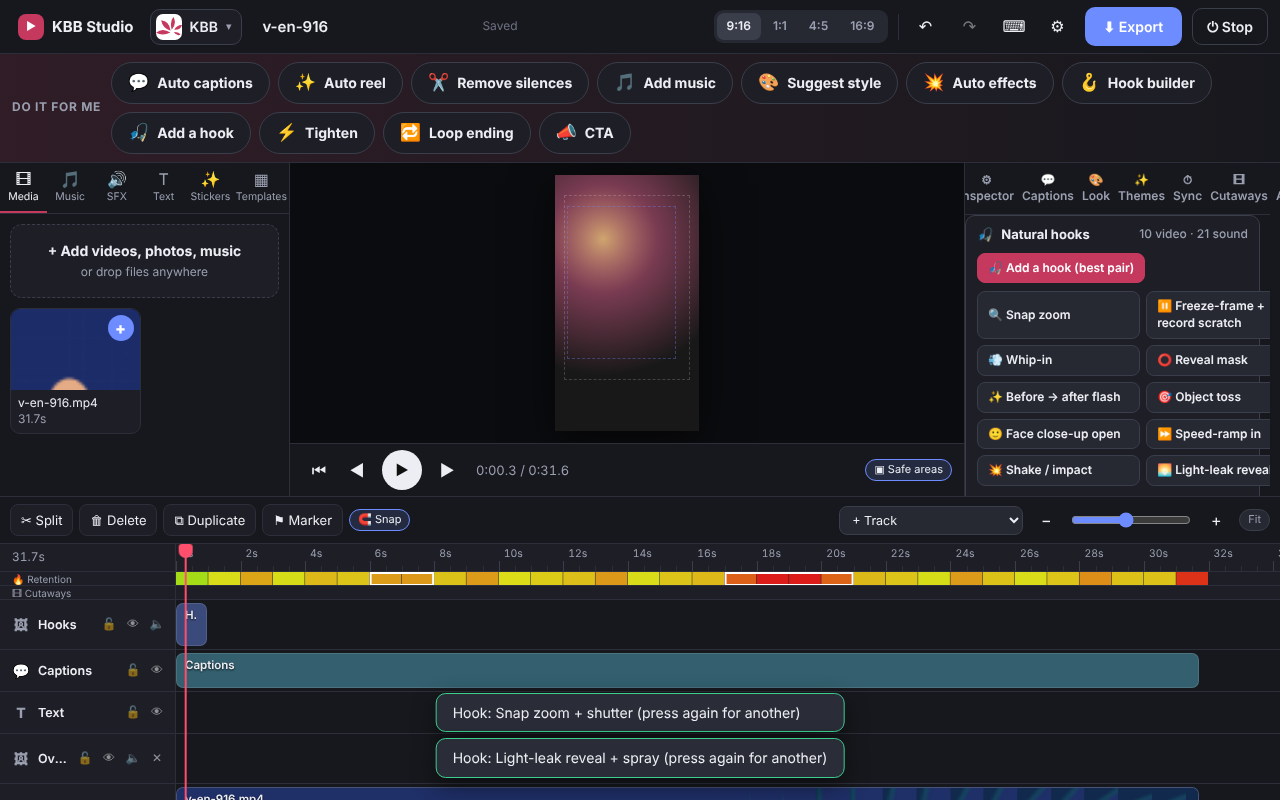 KBB Studio
KBB
v-en-916
Saved
9:16
1:1
4:5
16:9
Export
Stop
DO IT FOR ME
Auto captions
Auto reel
Remove silences
Add music
Suggest style
Auto effects
Hook builder
Add a hook
Tighten
Loop ending
CTA
Media
Music
SFX
Text
Stickers
Templates
+ Add videos, photos, music
or drop files anywhere
v-en-916.mp4
31.7s
0:00.3 / 0:31.6
Safe areas
nspector
Captions
Look
Themes
Sync
Cutaways
Natural hooks
10 video · 21 sound
Add a hook (best pair)
Snap zoom
Freeze-frame +
record scratch
Whip-in
Reveal mask
Before → after flash
Object toss
Face close-up open
Speed-ramp in
Shake / impact
Light-leak reveal
Split
Delete
Duplicate
Marker
Snap
+ Track
Fit
31.7s
2s
4s
6s
8s
10s
12s
14s
16s
18s
20s
22s
24s
26s
28s
30s
32s
Retention
Cutaways
Hooks
H.
Captions
Captions
Text
Hook: Snap zoom + shutter (press again for another)
Ov...
Hook: Light-leak reveal + spray (press again for another)
v-en-916.mp4